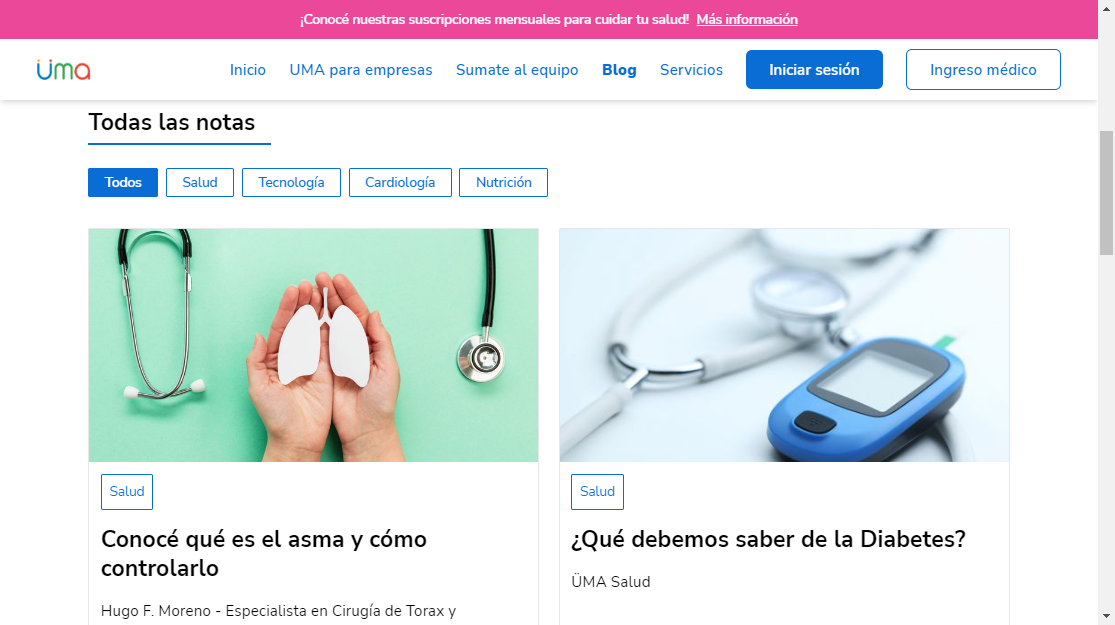 ¡Conocé nuestras suscripciones mensuales para cuidar tu salud! Más información
ÜMA Inicio UMA para empresas Sumate al equipo Blog Servicios Iniciar sesión Ingreso médico
Todas las notas
Todos Salud Tecnología Cardiología Nutrición
Salud
Conocé qué es el asma y cómo
controlarlo
Hugo F. Moreno - Especialista en Cirugía de Torax y
Salud
¿Qué debemos saber de la Diabetes?
ÜMA Salud